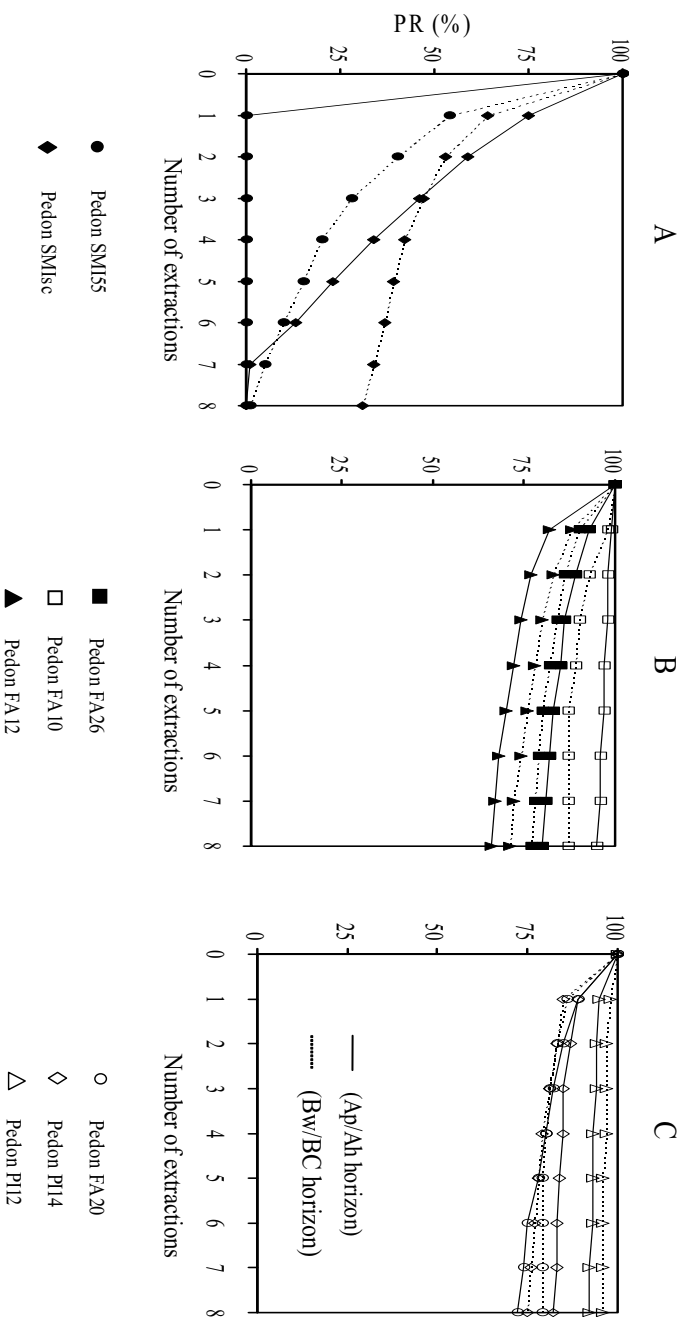 A
PR (%)
100
75
50
25
0
0 1 2 3 4 5 6 7 8
Number of extractions
Pedon SMI55
Pedon SMIsc
B
100
75
50
25
0
0 1 2 3 4 5 6 7 8
Number of extractions
Pedon FA26
Pedon FA10
Pedon FA12
C
100
75
50
25
0
(Ap/Ah horizon)
(Bw/BC horizon)
0 1 2 3 4 5 6 7 8
Number of extractions
Pedon FA20
Pedon PI14
Pedon PI12